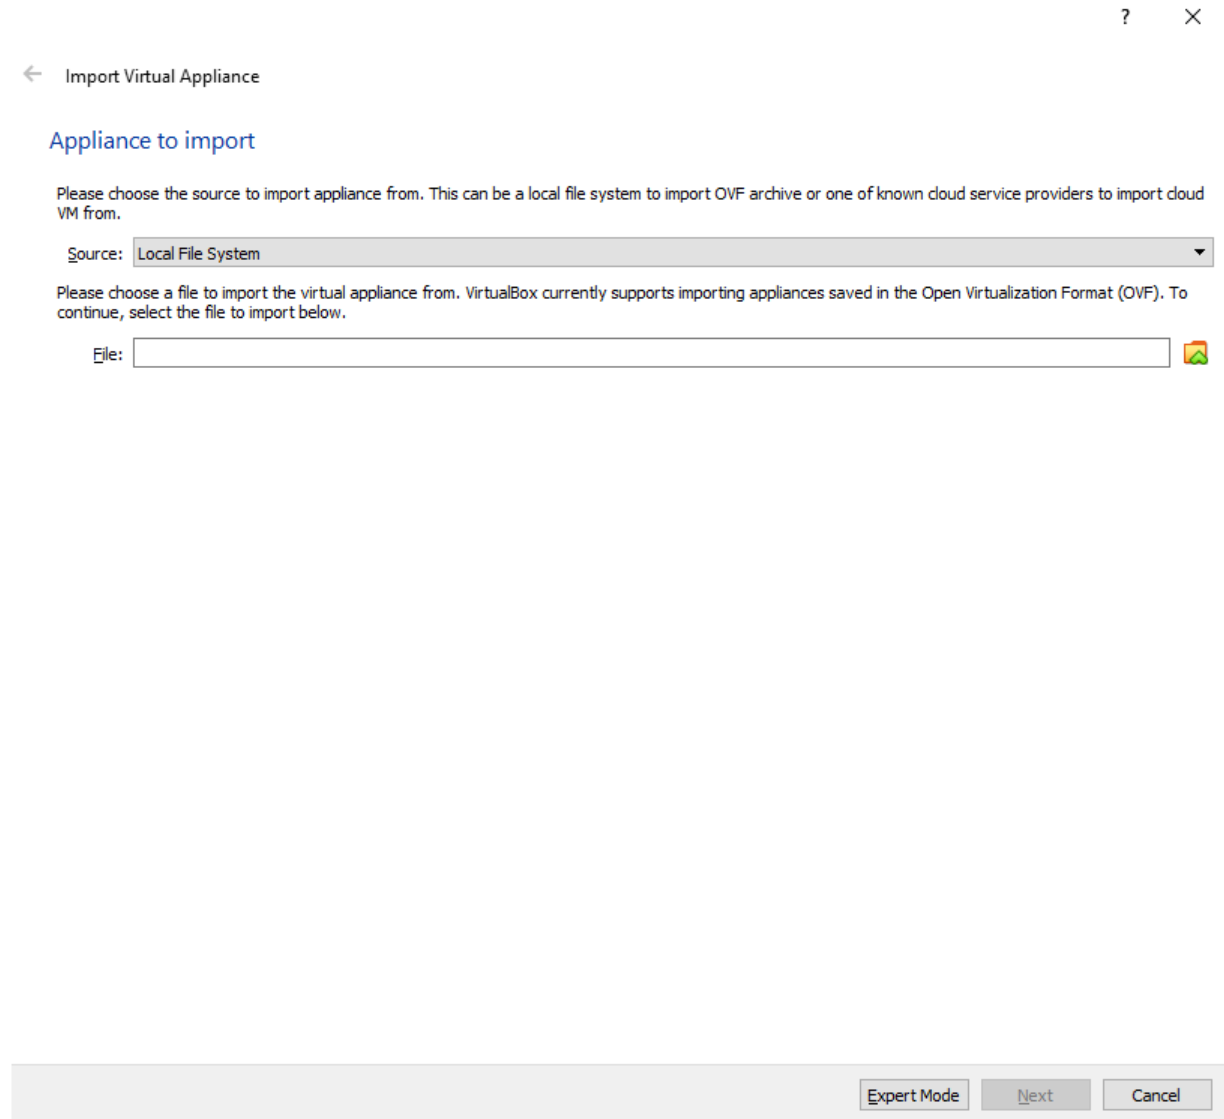 ?
Import Virtual Appliance
Appliance to import
Please choose the source to import appliance from. This can be a local file system to import OVF archive or one of known cloud service providers to import cloud
VM from.
Source: Local File System
Please choose a file to import the virtual appliance from. VirtualBox currently supports importing appliances saved in the Open Virtualization Format (OVF). To
continue, select the file to import below.
File:
Expert Mode Next Cancel